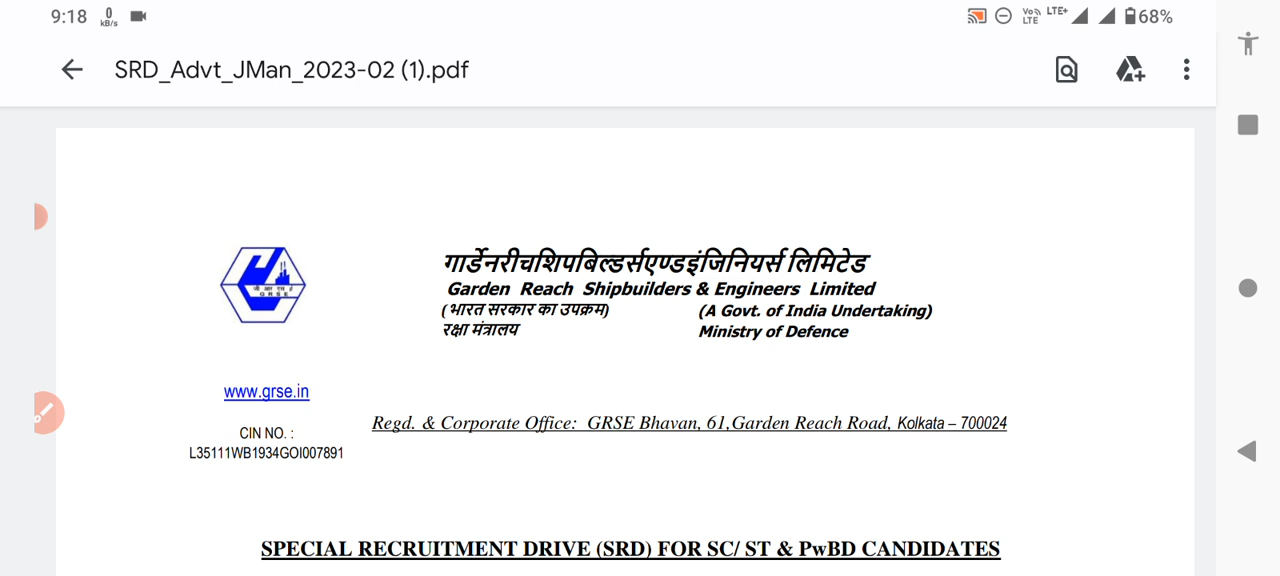 9:18 0 kB/s Vo) LTE LTE+ 68%
SRD_Advt_JMan_2023-02 (1).pdf
गार्डेनरीचशिपबिल्डर्सएण्डइंजिनियर्स लिमिटेड
Garden Reach Shipbuilders & Engineers Limited
(भारत सरकार का उपक्रम) (A Govt. of India Undertaking)
रक्षा मंत्रालय Ministry of Defence
जी आर एस ई
GRSE
www.grse.in
Regd. & Corporate Office: GRSE Bhavan, 61,Garden Reach Road, Kolkata – 700024
CIN NO. :
L35111WB1934GOI007891
SPECIAL RECRUITMENT DRIVE (SRD) FOR SC/ ST & PwBD CANDIDATES